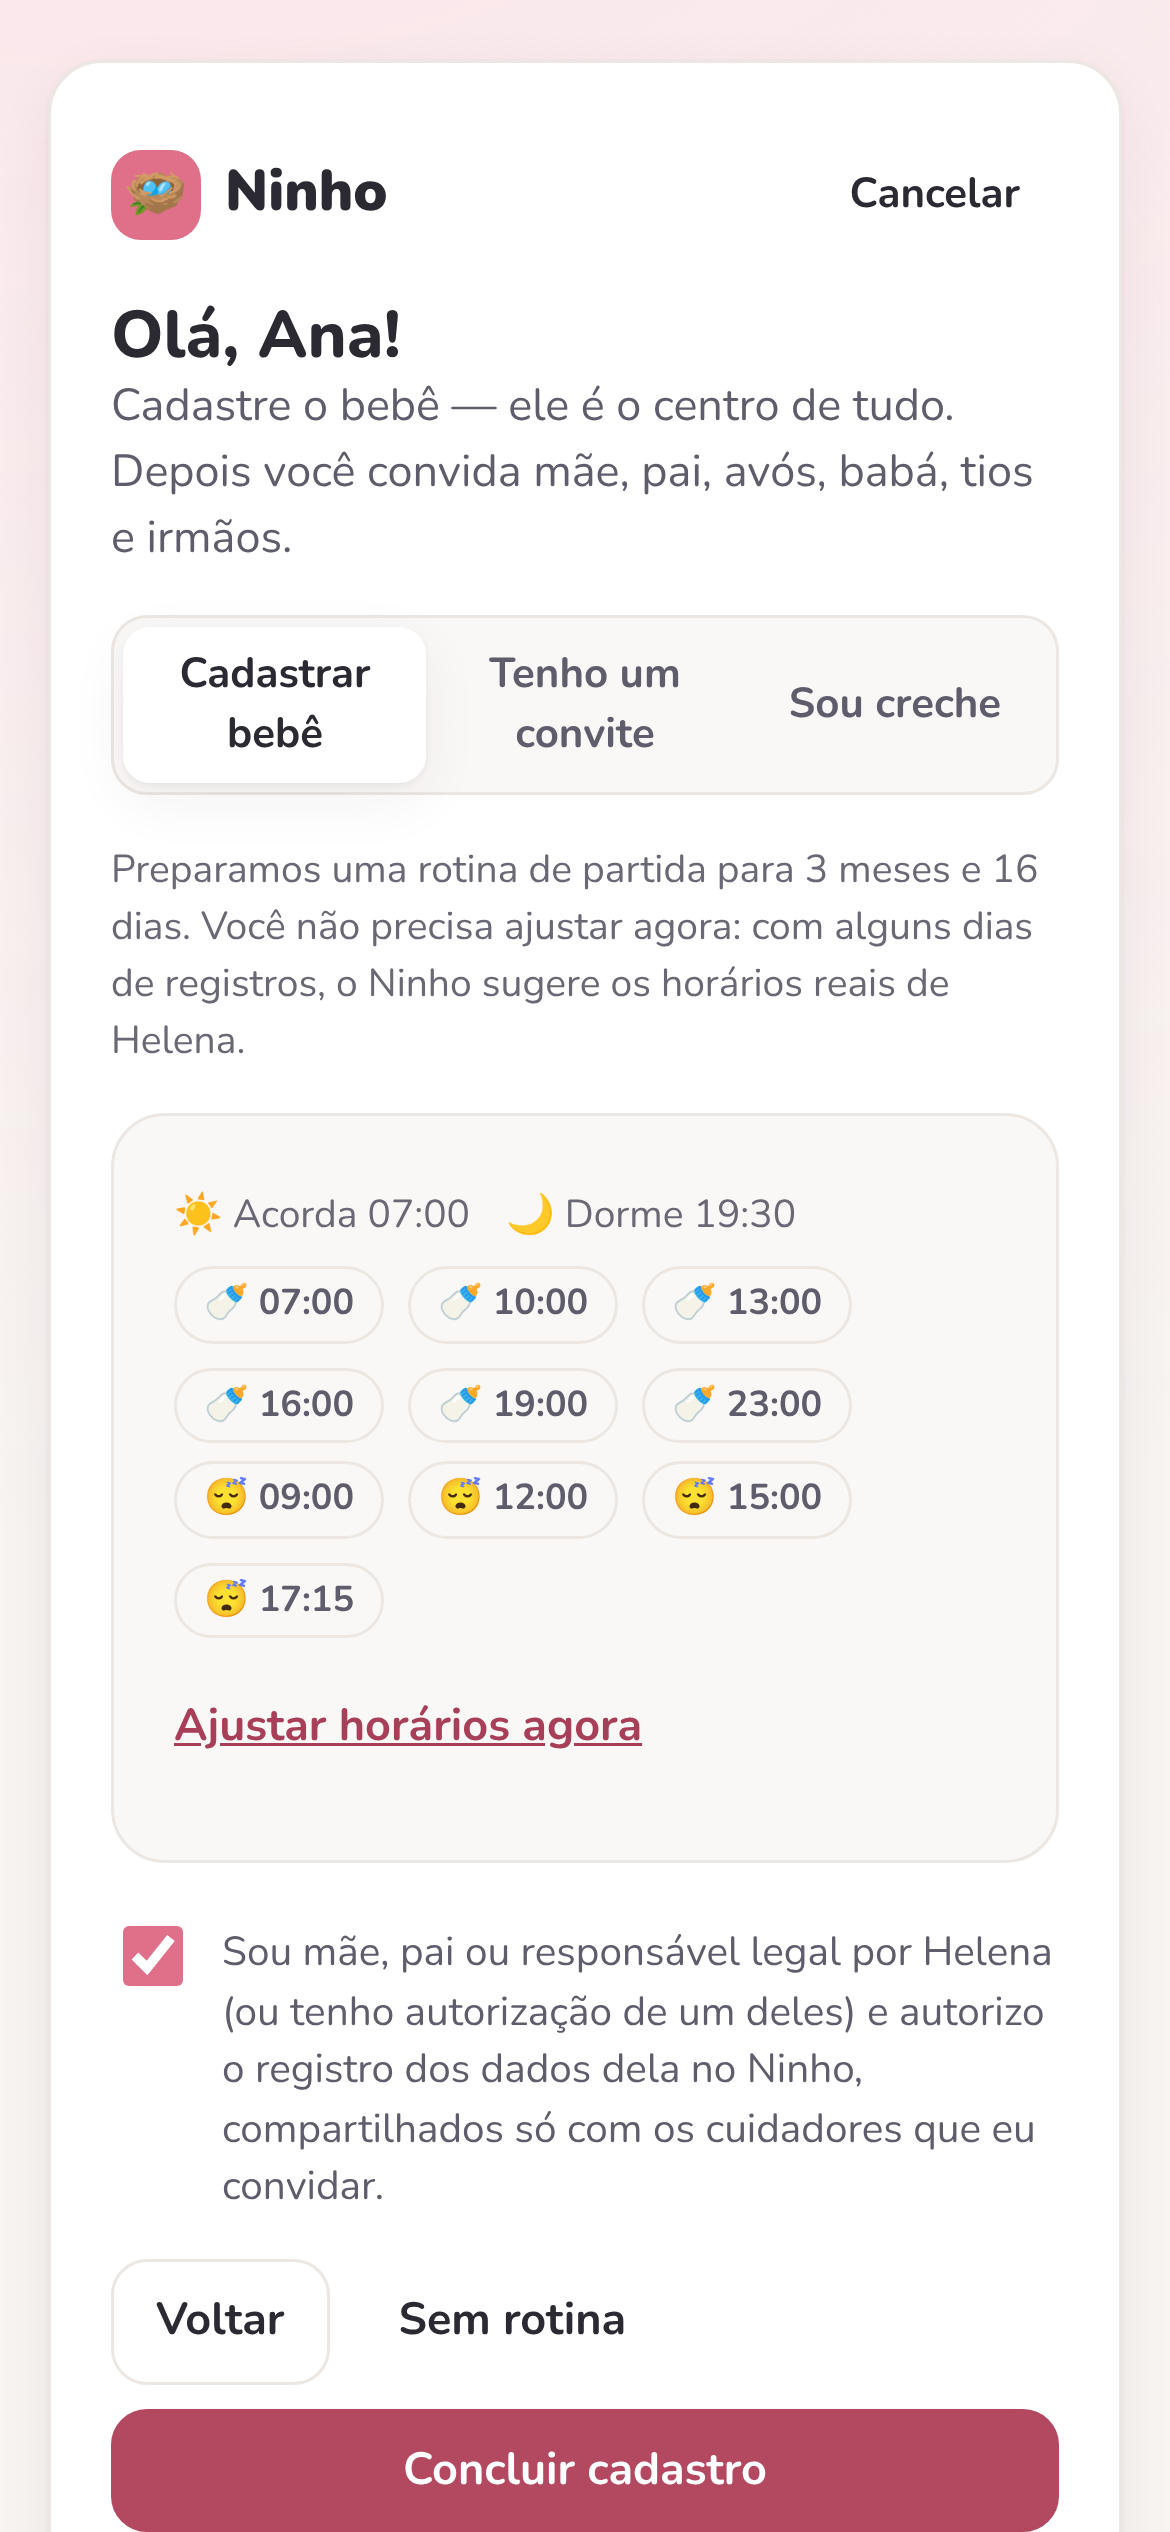 Ninho
Cancelar
Olá, Ana!
Cadastre o bebê — ele é o centro de tudo.
Depois você convida mãe, pai, avós, babá, tios
e irmãos.
Cadastrar
bebê
Tenho um
convite
Sou creche
Preparamos uma rotina de partida para 3 meses e 16
dias. Você não precisa ajustar agora: com alguns dias
de registros, o Ninho sugere os horários reais de
Helena.
☀️ Acorda 07:00 🌙 Dorme 19:30
🍼 07:00 🍼 10:00 🍼 13:00
🍼 16:00 🍼 19:00 🍼 23:00
😴 09:00 😴 12:00 😴 15:00
😴 17:15
Ajustar horários agora
Sou mãe, pai ou responsável legal por Helena
(ou tenho autorização de um deles) e autorizo
o registro dos dados dela no Ninho,
compartilhados só com os cuidadores que eu
convidar.
Voltar
Sem rotina
Concluir cadastro